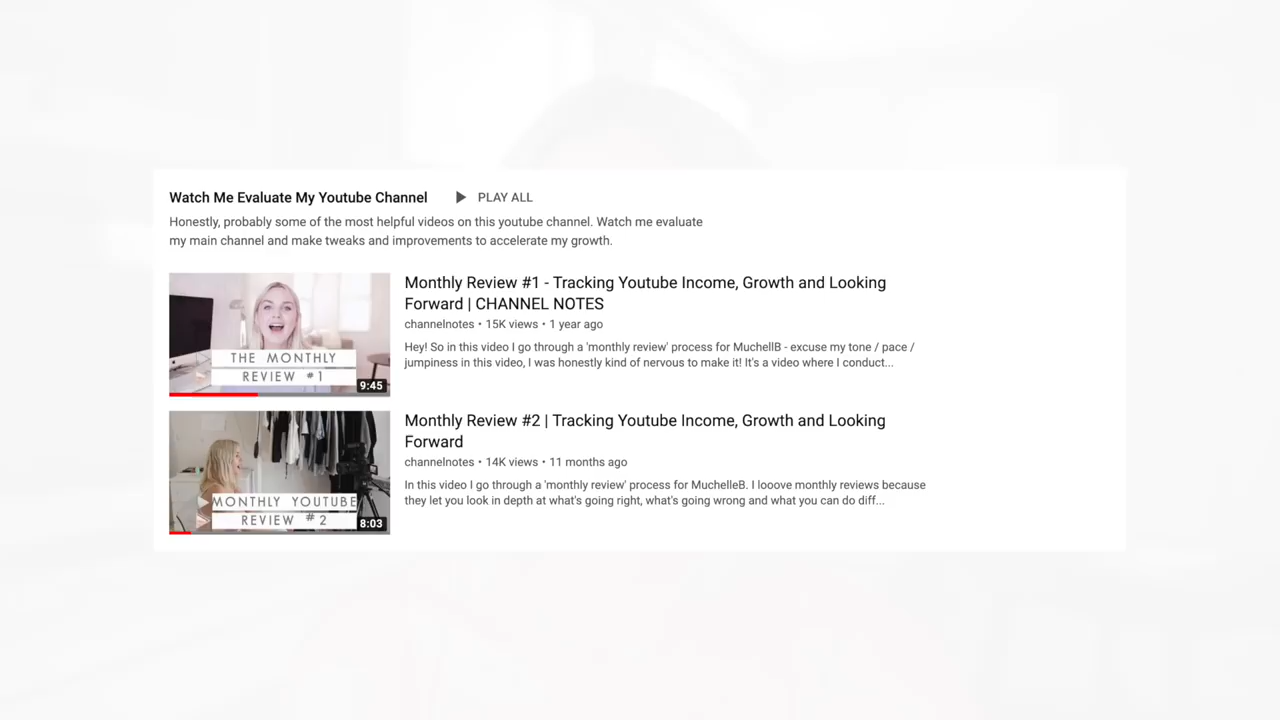 Watch Me Evaluate My Youtube Channel PLAY ALL
Honestly, probably some of the most helpful videos on this youtube channel. Watch me evaluate
my main channel and make tweaks and improvements to accelerate my growth.
THE MONTHLY
REVIEW #1
9:45
Monthly Review #1 - Tracking Youtube Income, Growth and Looking
Forward | CHANNEL NOTES
channelnotes • 15K views • 1 year ago
Hey! So in this video I go through a 'monthly review' process for MuchellB - excuse my tone / pace /
jumpiness in this video, I was honestly kind of nervous to make it! It's a video where I conduct...
MONTHLY YOUTUBE
REVIEW #2
8:03
Monthly Review #2 | Tracking Youtube Income, Growth and Looking
Forward
channelnotes • 14K views • 11 months ago
In this video I go through a 'monthly review' process for MuchelleB. I looove monthly reviews because
they let you look in depth at what's going right, what's going wrong and what you can do diff...